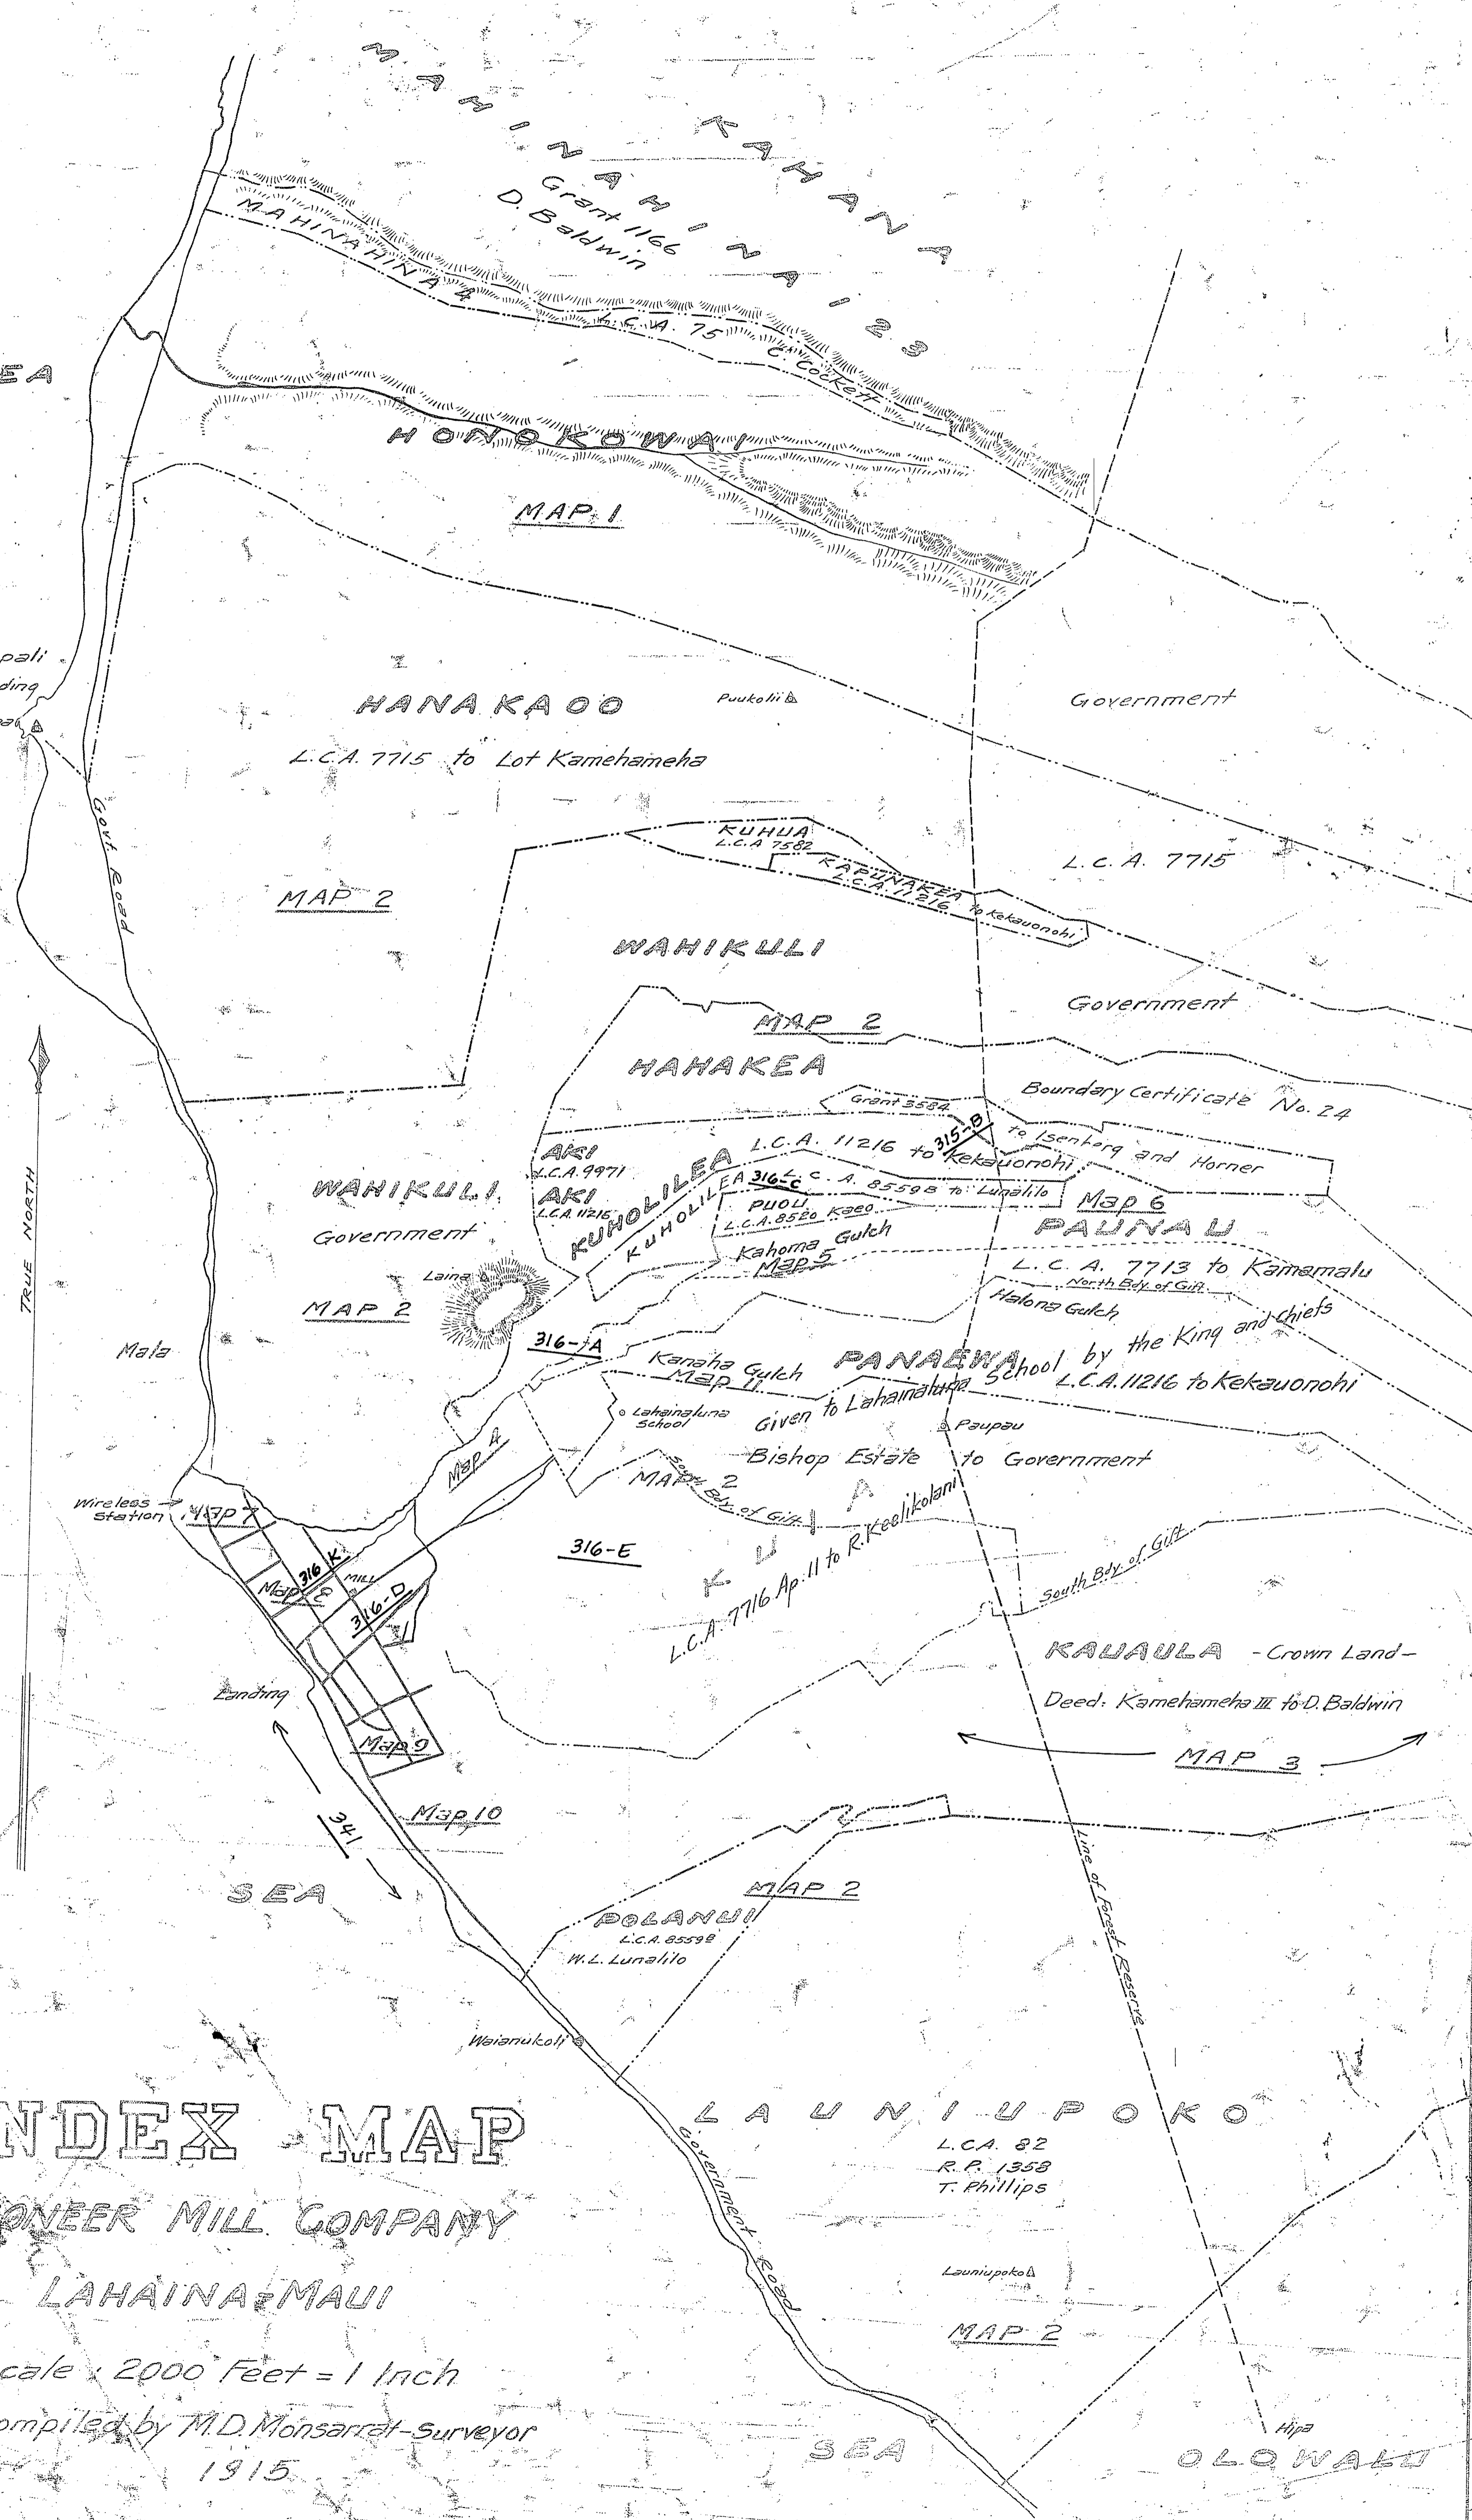 MAHINAHINA 1. 2. 3
Grant 1166
D. Baldwin
MAHINAHINA 4
L.C.A. 75
C. Cockett
EA
HONOKOWAI
MAP. 1
pali
ding
HANAKAOO
Puukolii
Government
L.C.A. 7715 to Lot Kamehameha
Govt Road
KUHUA
L.C.A 7582
KAPUNAKEA
L.C.A. 11216 to Kekauonohi
L.C.A. 7715
MAP 2
WAHIKULI
Government
MAP 2
HAHAKEA
Boundary Certificate No. 24
Grant 3584
to Isenberg and Horner
315-B
AKI
L.C.A. 9971
AKI
L.C.A. 11216
KUHOLILEA L.C.A. 11216 to Kekauonohi
KUHOLILEA L.C.A. 8559B to Lunalilo
316-C
Map 6
WAHIKULI
Government
PUOU
L.C.A. 8520 Kaeo
Kahoma Gulch
Map 5
PAUNAU
L.C.A. 7713 to Kamamalu
North Bdy of Gift
Halona Gulch
TRUE NORTH
Laina
MAP 2
Mala
316-1A
Kanaha Gulch
Map 11
PANAEWA
L.C.A. 11216 to Kekauonohi
Given to Lahainaluna School by the King and Chiefs
Lahainaluna
School
Paupau
Bishop Estate to Government
Map 4
MAP 2
Bdy of Gift
Wireless
Station
Map 7
316-E
L.C.A. 7716 Ap. 11 to R. Keelikolani
South Bdy. of Gift
316 K
MILL
Map 8
316-D
KAUAULA - Crown Land -
Deed: Kamehameha III to D. Baldwin
MAP 3
Landing
Map 9
Map 10
341
SEA
Line of Forest Reserve
MAP 2
POLANUI
L.C.A. 8559B
W.L. Lunalilo
Waianukoli
NDEX MAP
ONEER MILL COMPANY
LAHAINA-MAUI
cale : 2000 Feet = 1 Inch
ompiled by M.D. Monsarrat-Surveyor
1915
Government Road
LAUNIUPOKO
L.C.A. 82
R.P. 1358
T. Phillips
Launiupoko
MAP 2
SEA
Hipa
OLOWALU